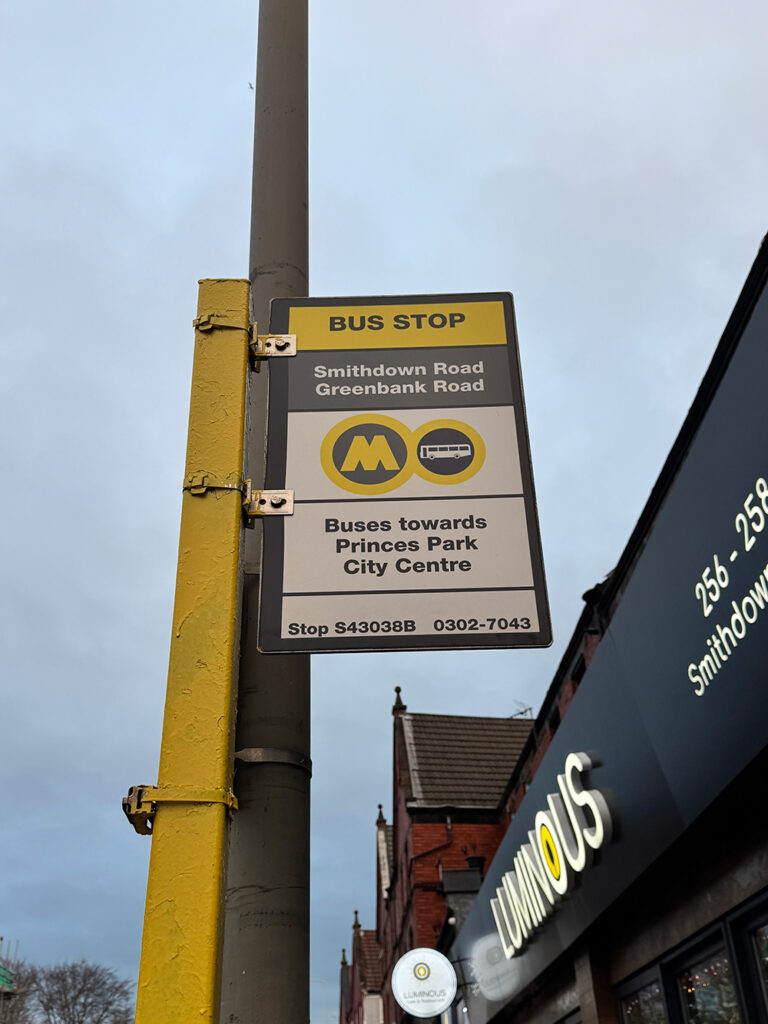 BUS STOP
Smithdown Road
Greenbank Road
M
Buses towards
Princes Park
City Centre
Stop S43038B 0302-7043
256 - 258
Smithdown
LUMINOUS
LUMINOUS